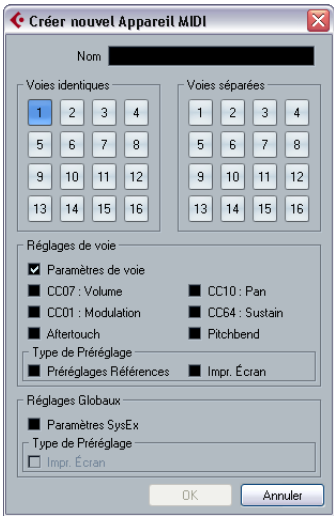 Créer nouvel Appareil MIDI
Nom
Voies identiques Voies séparées
1 2 3 4 1 2 3 4
5 6 7 8 5 6 7 8
9 10 11 12 9 10 11 12
13 14 15 16 13 14 15 16
Réglages de voie
Paramètres de voie
CC07 : Volume CC10 : Pan
CC01 : Modulation CC64 : Sustain
Aftertouch Pitchbend
Type de Préréglage
Préréglages Références Impr. Écran
Réglages Globaux
Paramètres SysEx
Type de Préréglage
Impr. Écran
OK Annuler